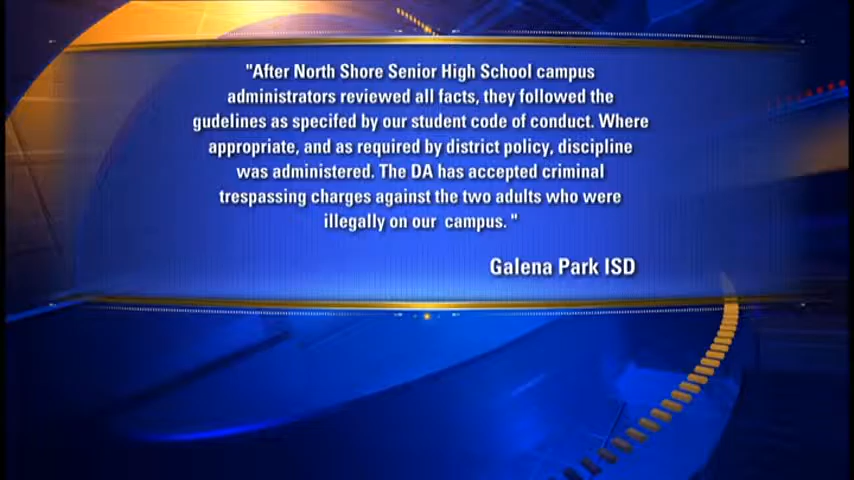 "After North Shore Senior High School campus
administrators reviewed all facts, they followed the
gudelines as specifed by our student code of conduct. Where
appropriate, and as required by district policy, discipline
was administered. The DA has accepted criminal
trespassing charges against the two adults who were
illegally on our campus. "
Galena Park ISD